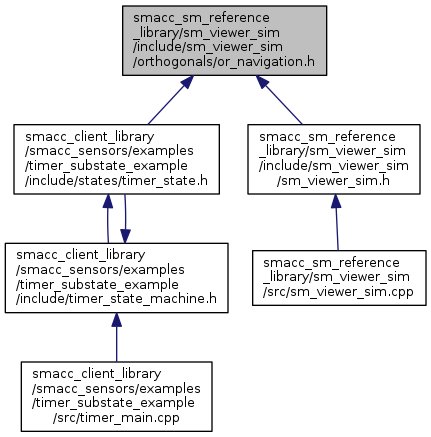 smacc_sm_reference
_library/sm_viewer_sim
/include/sm_viewer_sim
/orthogonals/or_navigation.h
smacc_client_library
/smacc_sensors/examples
/timer_substate_example
/include/states/timer_state.h
smacc_sm_reference
_library/sm_viewer_sim
/include/sm_viewer_sim
/sm_viewer_sim.h
smacc_client_library
/smacc_sensors/examples
/timer_substate_example
/include/timer_state_machine.h
smacc_sm_reference
_library/sm_viewer_sim
/src/sm_viewer_sim.cpp
smacc_client_library
/smacc_sensors/examples
/timer_substate_example
/src/timer_main.cpp